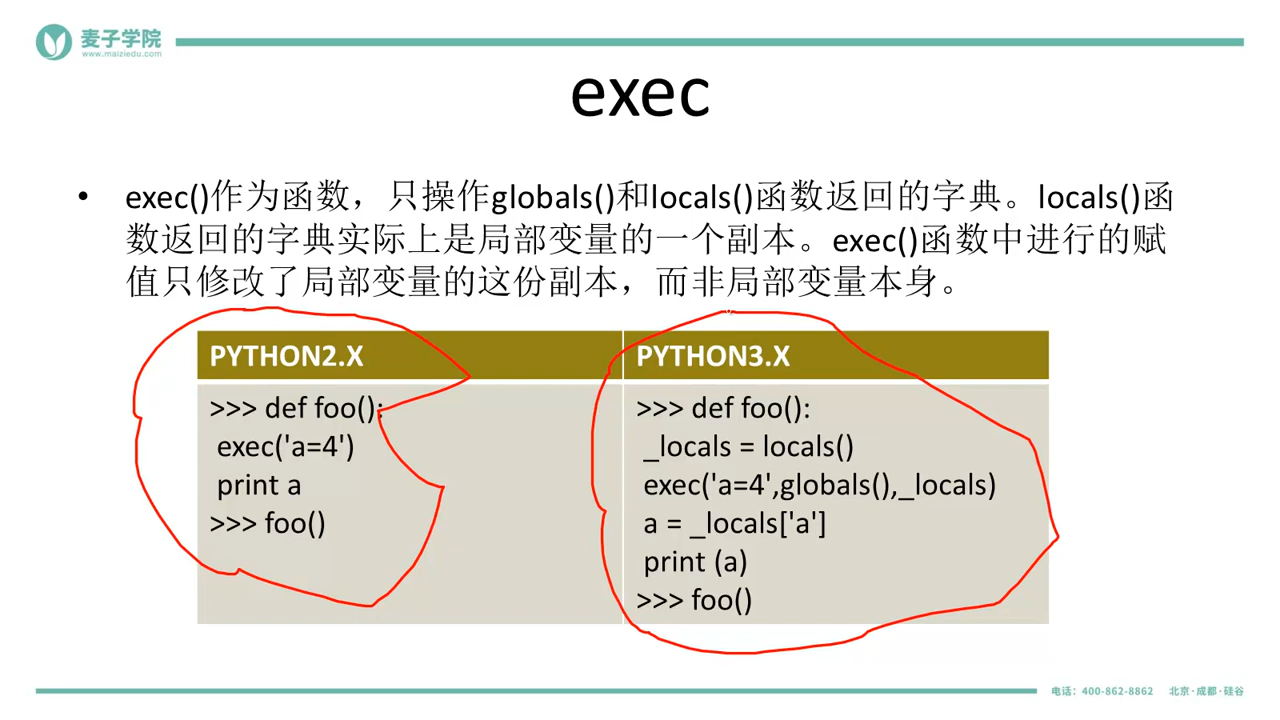 麦子学院
www.maiziedu.com
exec
• exec()作为函数，只操作globals()和locals()函数返回的字典。locals()函
数返回的字典实际上是局部变量的一个副本。exec()函数中进行的赋
值只修改了局部变量的这份副本，而非局部变量本身。
PYTHON2.X
>>> def foo():
exec('a=4')
print a
>>> foo()
PYTHON3.X
>>> def foo():
_locals = locals()
exec('a=4',globals(),_locals)
a = _locals['a']
print (a)
>>> foo()
电话：400-862-8862 北京·成都·硅谷